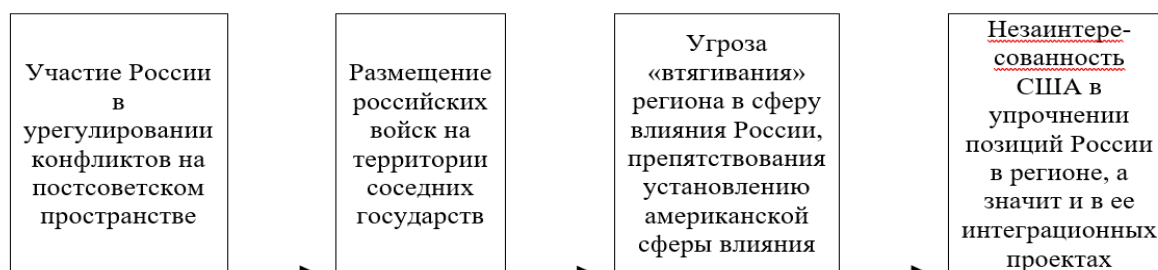 Участие России
в
урегулировании
конфликтов на
постсоветском
пространстве
Размещение
российских
войск на
территории
соседних
государств
Угроза
«втягивания»
региона в сферу
влияния России,
препятствования
установлению
американской
сферы влияния
Незаинтере-
сованность
США в
упрочнении
позиций России
в регионе, а
значит и в ее
интеграционных
проектах